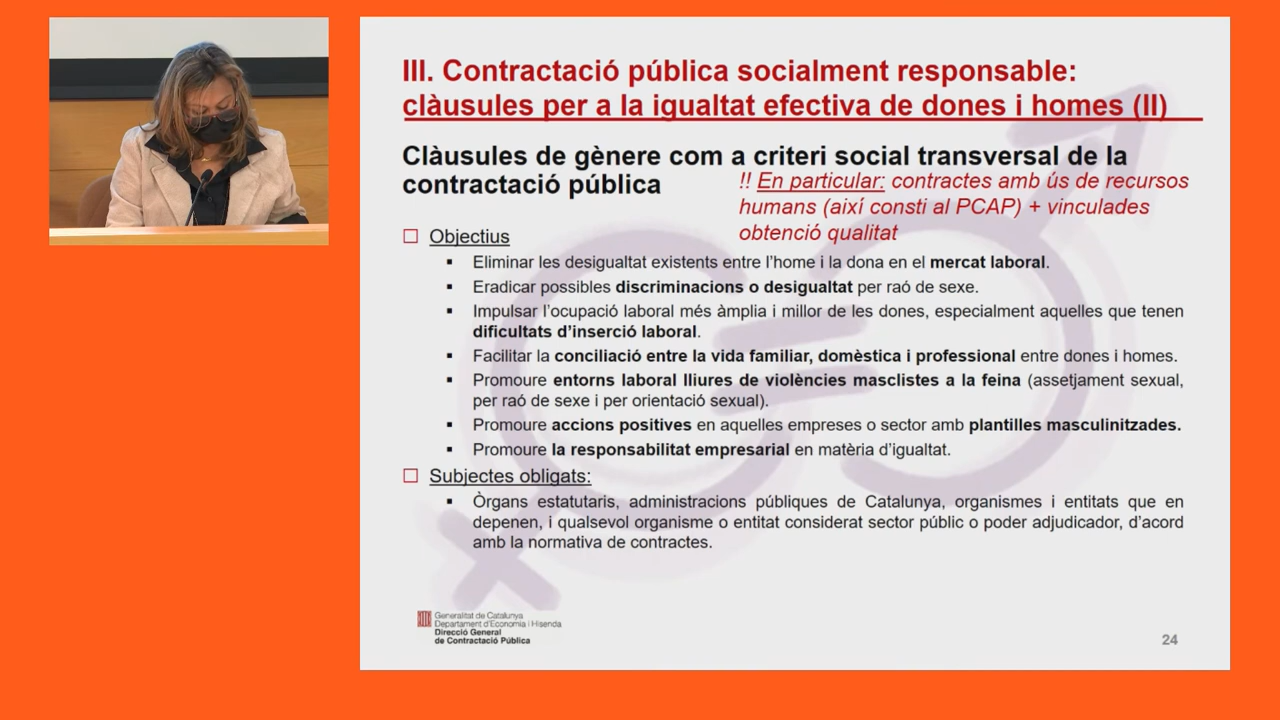 III. Contractació pública socialment responsable:
clàusules per a la igualtat efectiva de dones i homes (II)
Clàusules de gènere com a criteri social transversal de la
contractació pública
!! En particular: contractes amb ús de recursos
humans (així consti al PCAP) + vinculades
obtenció qualitat
☐ Objectius
▪ Eliminar les desigualtat existents entre l’home i la dona en el mercat laboral.
▪ Eradicar possibles discriminacions o desigualtat per raó de sexe.
▪ Impulsar l’ocupació laboral més àmplia i millor de les dones, especialment aquelles que tenen
dificultats d’inserció laboral.
▪ Facilitar la conciliació entre la vida familiar, domèstica i professional entre dones i homes.
▪ Promoure entorns laboral lliures de violències masclistes a la feina (assetjament sexual,
per raó de sexe i per orientació sexual).
▪ Promoure accions positives en aquelles empreses o sector amb plantilles masculinitzades.
▪ Promoure la responsabilitat empresarial en matèria d’igualtat.
☐ Subjectes obligats:
▪ Òrgans estatutaris, administracions públiques de Catalunya, organismes i entitats que en
depenen, i qualsevol organisme o entitat considerat sector públic o poder adjudicador, d’acord
amb la normativa de contractes.
Generalitat de Catalunya
Departament d'Economia i Hisenda
Direcció General
de Contractació Pública
24